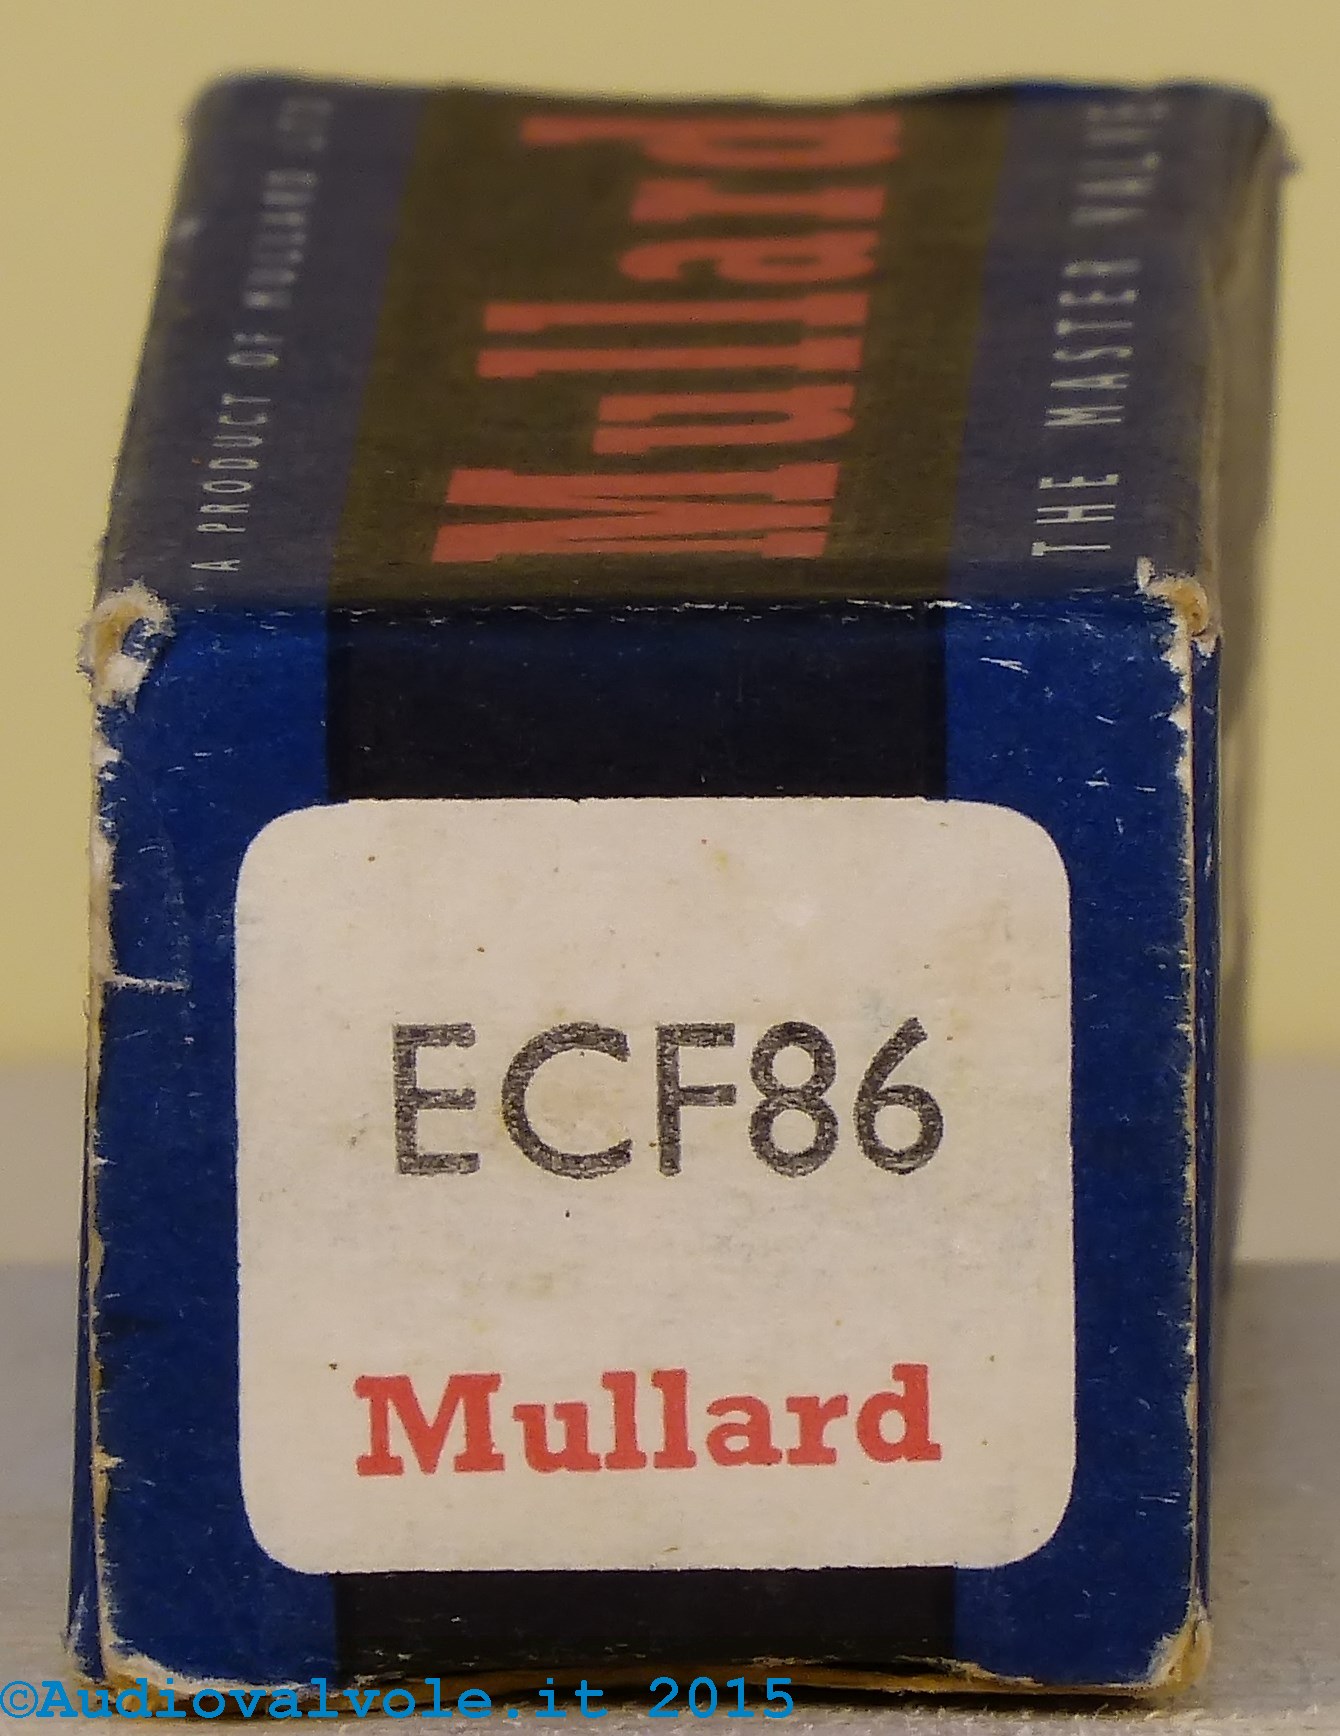 A PRODUCT OF MULLARD LTD
Mullard
THE MASTER VALVE
ECF86
Mullard
©Audiovalvole.it 2015